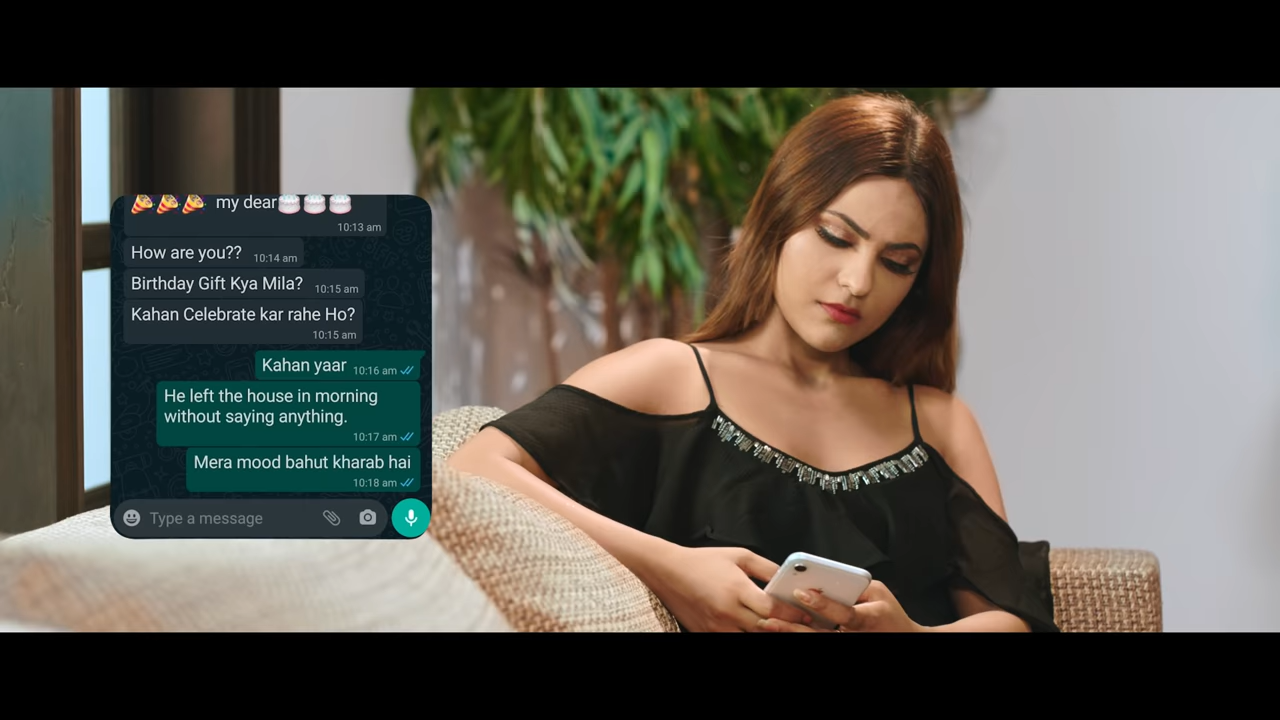 🎉🎉🎉 my dear🎂🎂🎂
10:13 am
How are you?? 10:14 am
Birthday Gift Kya Mila? 10:15 am
Kahan Celebrate kar rahe Ho?
10:15 am
Kahan yaar 10:16 am
He left the house in morning
without saying anything.
10:17 am
Mera mood bahut kharab hai
10:18 am
Type a message